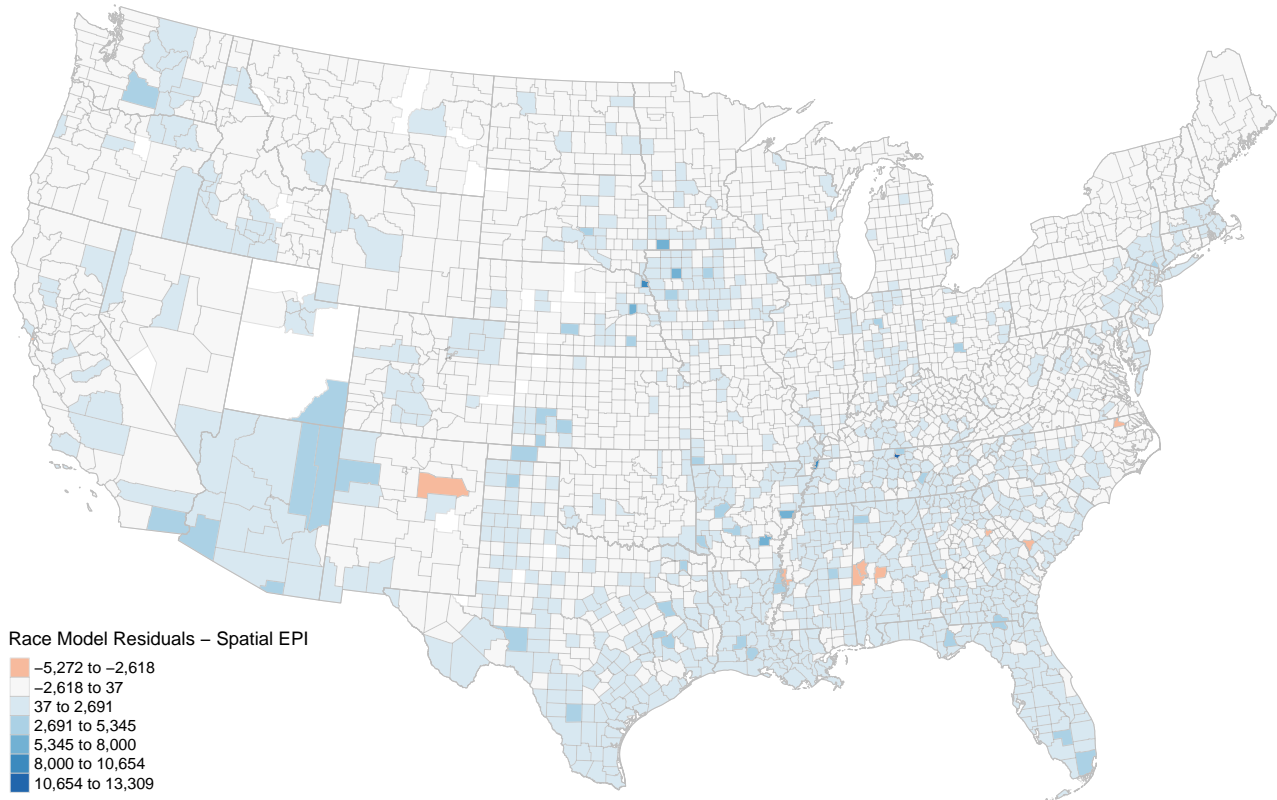 Race Model Residuals – Spatial EPI
−5,272 to −2,618
−2,618 to 37
37 to 2,691
2,691 to 5,345
5,345 to 8,000
8,000 to 10,654
10,654 to 13,309